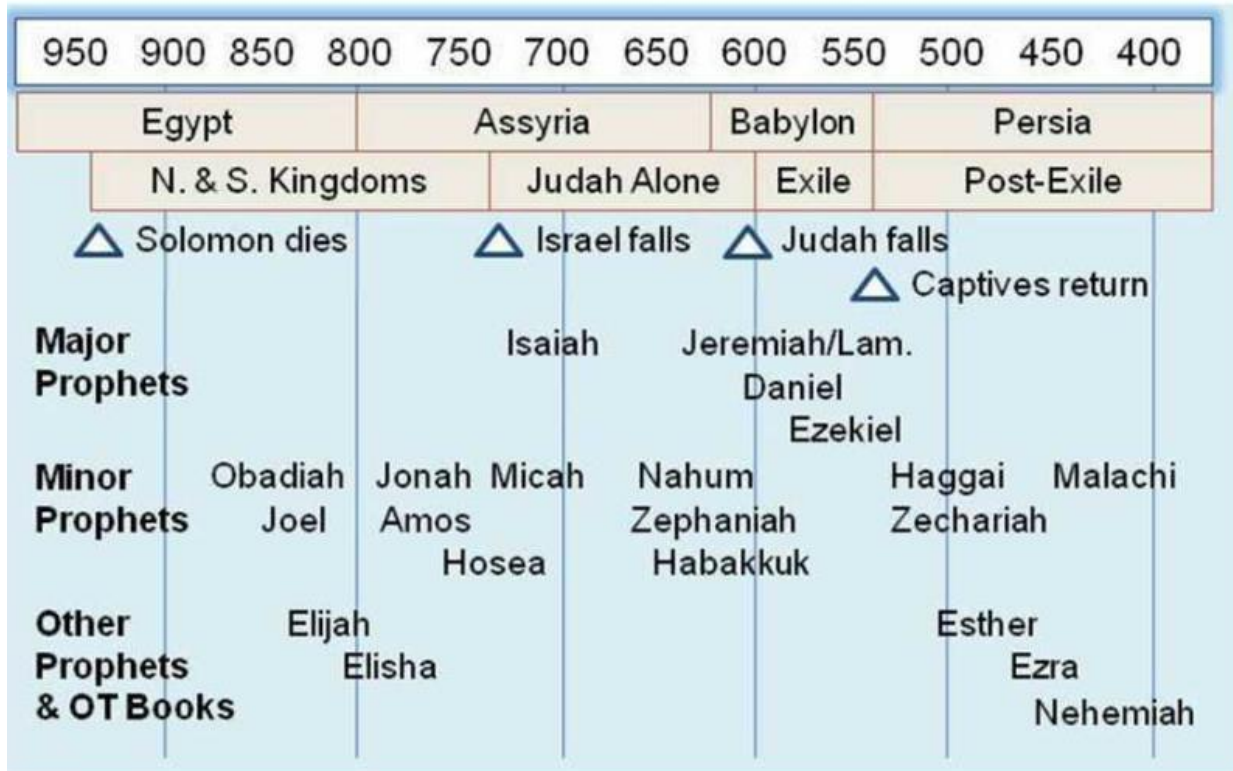 950 900 850 800 750 700 650 600 550 500 450 400
Egypt Assyria Babylon Persia
N. & S. Kingdoms Judah Alone Exile Post-Exile
Solomon dies Israel falls Judah falls
Captives return
Major Isaiah Jeremiah/Lam.
Prophets Daniel
Ezekiel
Minor Obadiah Jonah Micah Nahum Haggai Malachi
Prophets Joel Amos Zephaniah Zechariah
Hosea Habakkuk
Other Elijah Esther
Prophets Elisha Ezra
& OT Books Nehemiah